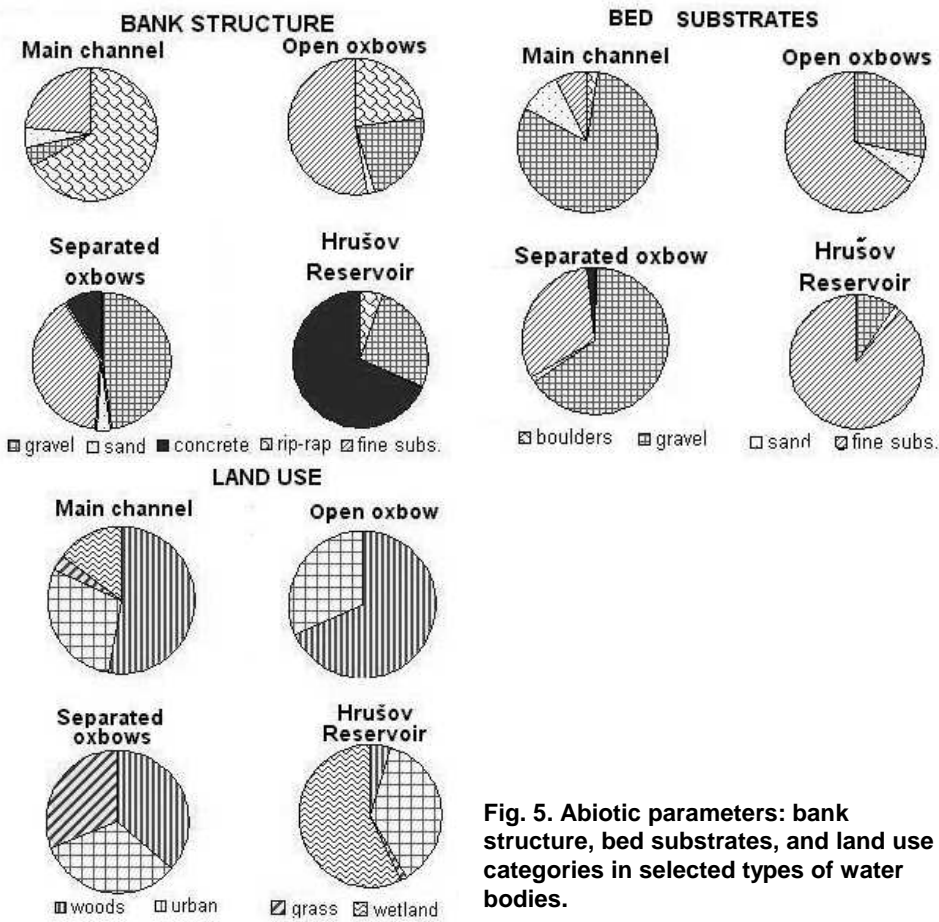 BANK STRUCTURE
Main channel
Open oxbows
Separated
oxbows
Hrušov
Reservoir
gravel sand concrete rip-rap fine subs.
BED SUBSTRATES
Main channel
Open oxbows
Separated oxbow
Hrušov
Reservoir
boulders gravel sand fine subs.
LAND USE
Main channel
Open oxbow
Separated
oxbows
Hrušov
Reservoir
woods urban grass wetland
Fig. 5. Abiotic parameters: bank
structure, bed substrates, and land use
categories in selected types of water
bodies.